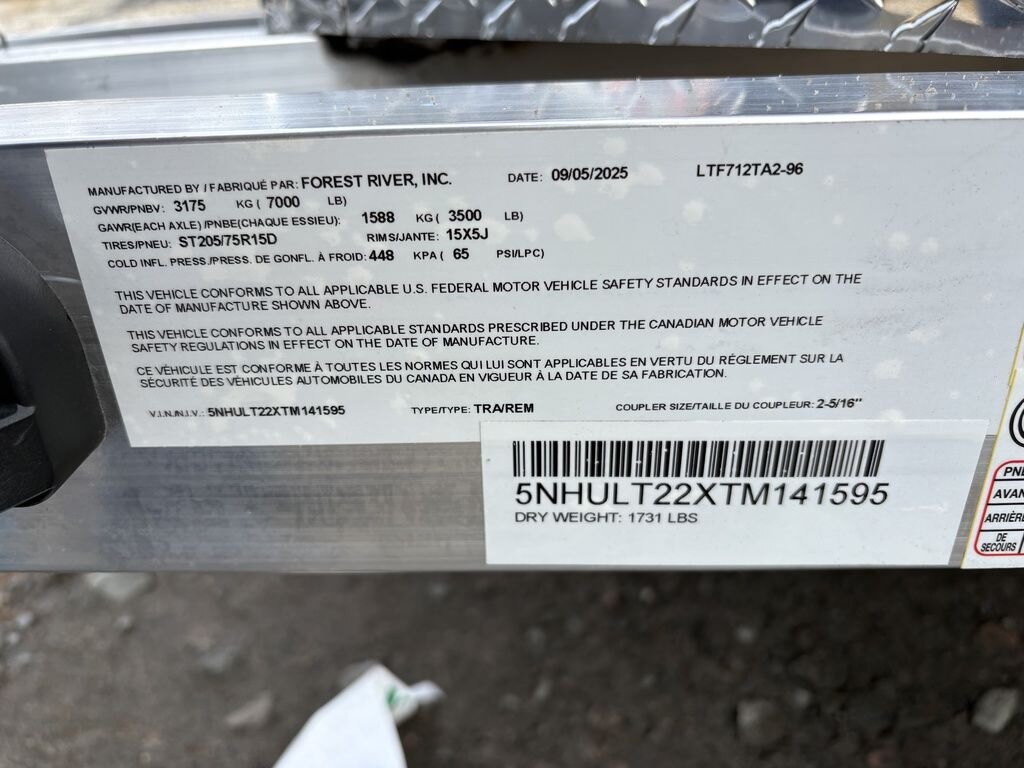 MANUFACTURED BY / FABRIQUÉ PAR: FOREST RIVER, INC. DATE: 09/05/2025 LTF712TA2-96
GVWR/PNBV: 3175 KG ( 7000 LB)
GAWR(EACH AXLE) /PNBE(CHAQUE ESSIEU): 1588 KG ( 3500 LB)
TIRES/PNEU: ST205/75R15D RIMS/JANTE: 15X5J
COLD INFL. PRESS./PRESS. DE GONFL. À FROID: 448 KPA ( 65 PSI/LPC)
THIS VEHICLE CONFORMS TO ALL APPLICABLE U.S. FEDERAL MOTOR VEHICLE SAFETY STANDARDS IN EFFECT ON THE
DATE OF MANUFACTURE SHOWN ABOVE.
THIS VEHICLE CONFORMS TO ALL APPLICABLE STANDARDS PRESCRIBED UNDER THE CANADIAN MOTOR VEHICLE
SAFETY REGULATIONS IN EFFECT ON THE DATE OF MANUFACTURE.
CE VÉHICULE EST CONFORME À TOUTES LES NORMES QUI LUI SONT APPLICABLES EN VERTU DU RÉGLEMENT SUR LA
SÉCURITÉ DES VÉHICULES AUTOMOBILES DU CANADA EN VIGUEUR À LA DATE DE SA FABRICATION.
V.I.N./N.I.V.: 5NHULT22XTM141595 TYPE/TYPE: TRA/REM COUPLER SIZE/TAILLE DU COUPLEUR: 2-5/16"
5NHULT22XTM141595
DRY WEIGHT: 1731 LBS
PNE
AVAN
ARRIÈRE
DE
SECOURS